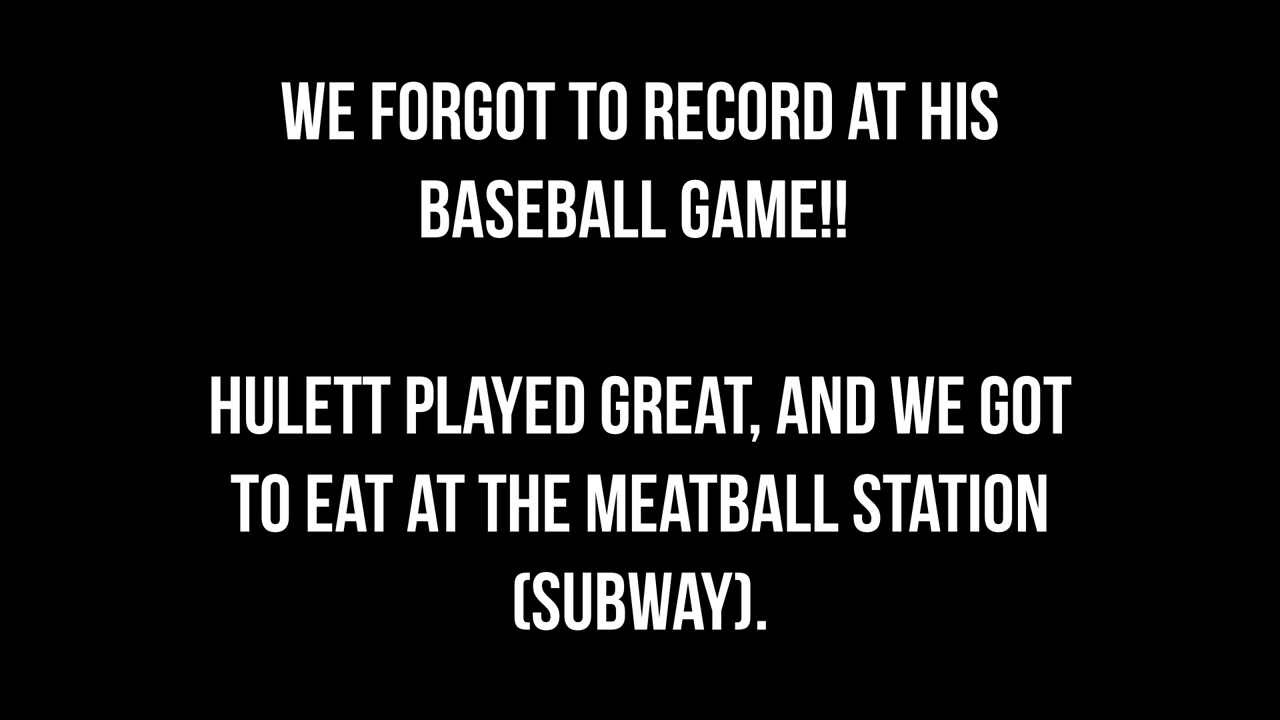 WE FORGOT TO RECORD AT HIS
BASEBALL GAME!!
HULETT PLAYED GREAT, AND WE GOT
TO EAT AT THE MEATBALL STATION
(SUBWAY).